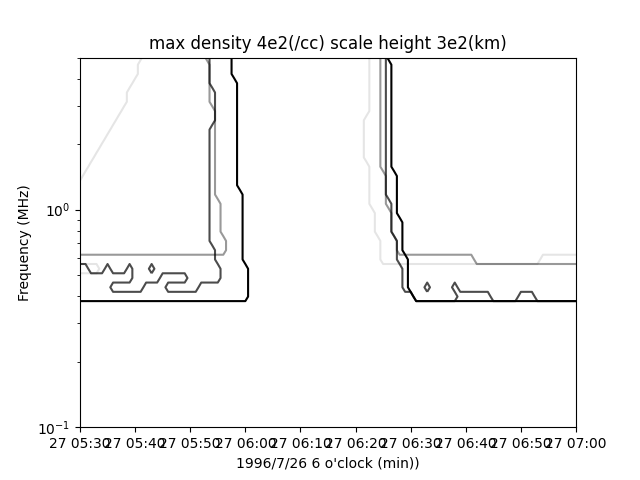 max density 4e2(/cc) scale height 3e2(km)
Frequency (MHz)
10⁰
10⁻¹
27 05:30 27 05:40 27 05:50 27 06:00 27 06:10 27 06:20 27 06:30 27 06:40 27 06:50 27 07:00
1996/7/26 6 o'clock (min))